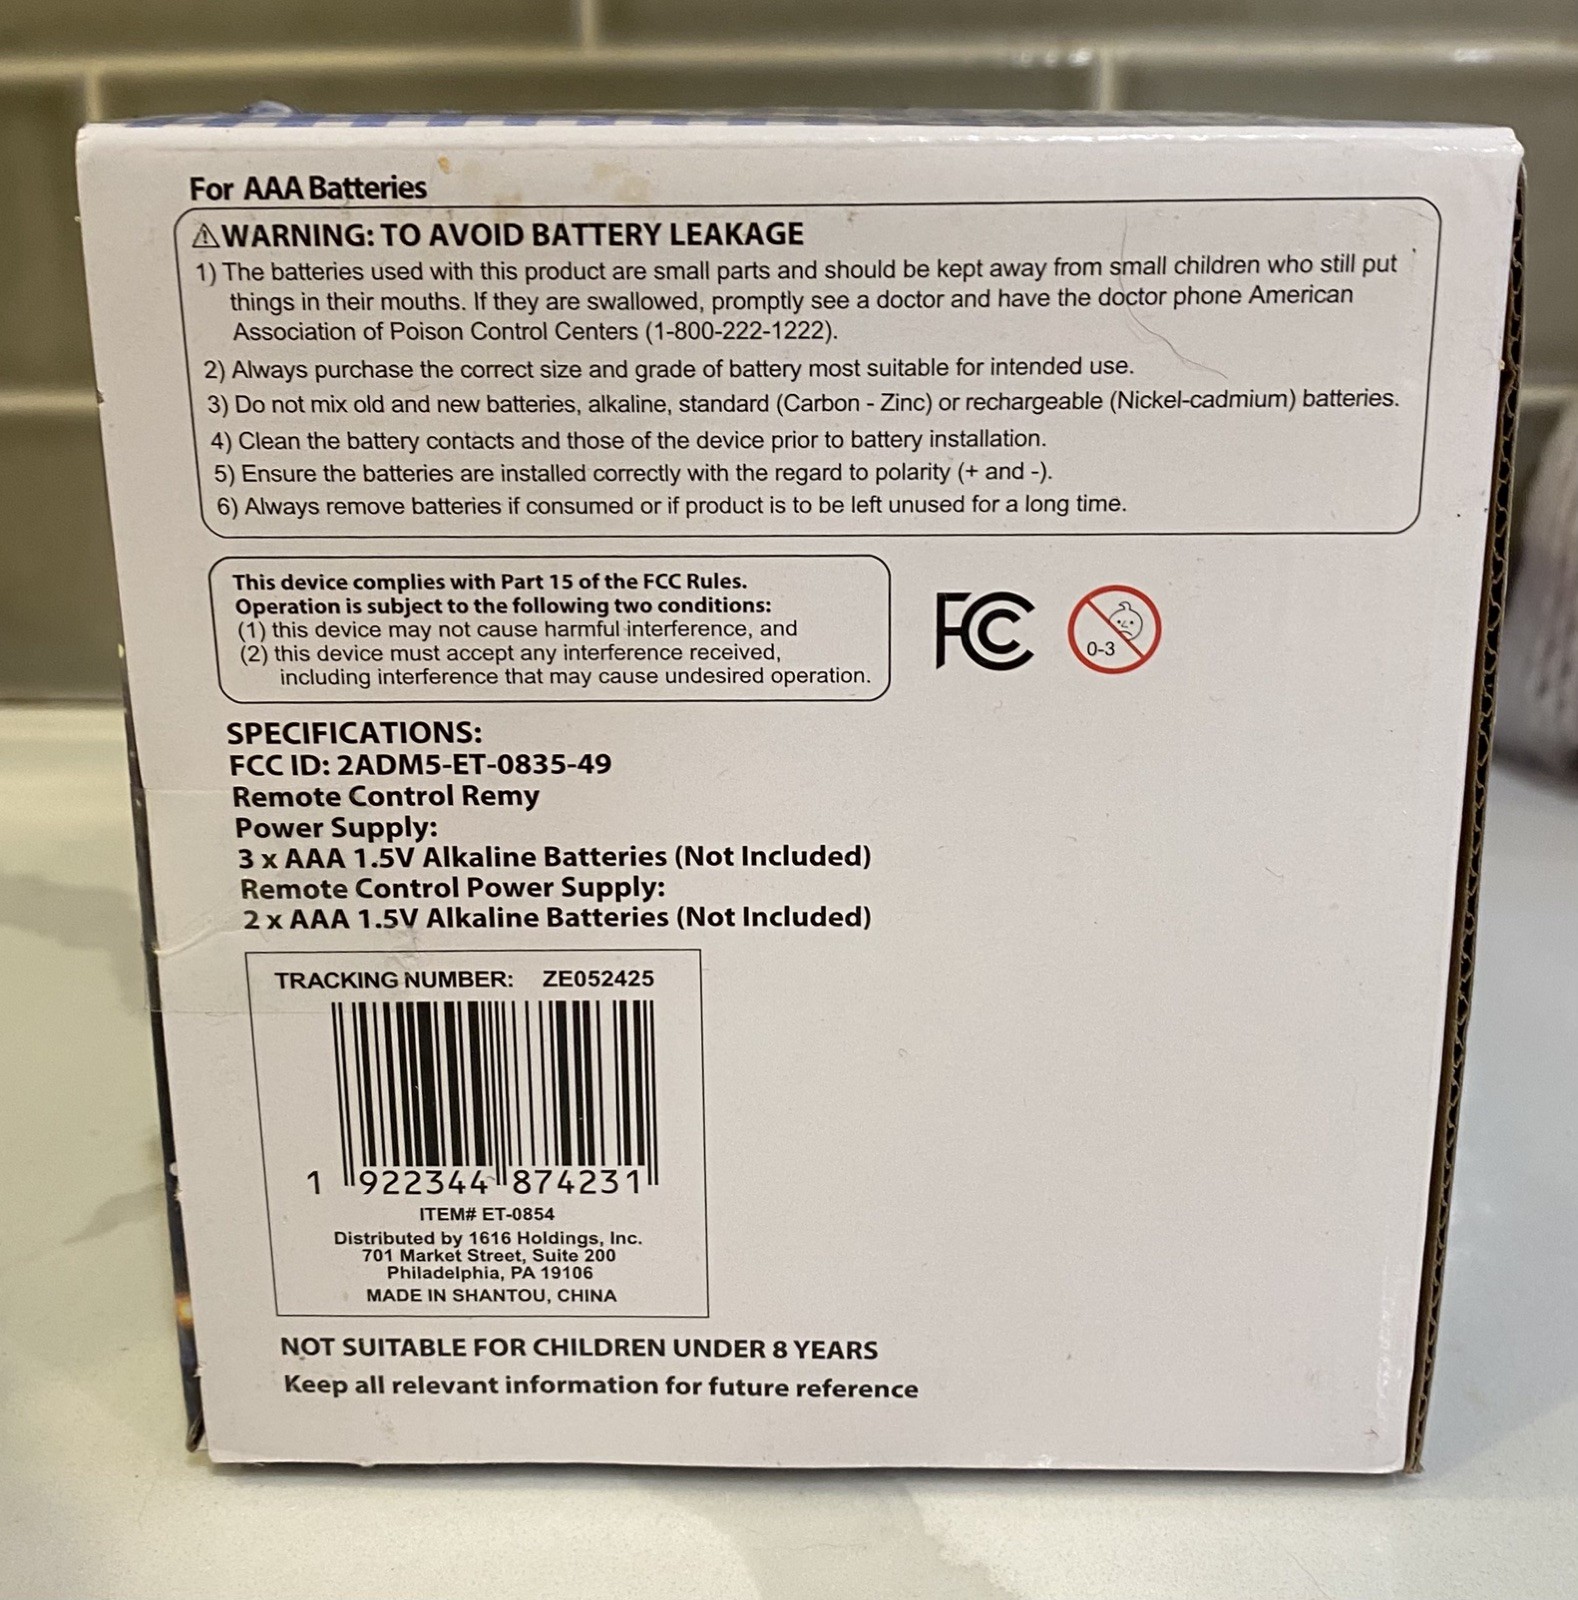 For AAA Batteries
⚠WARNING: TO AVOID BATTERY LEAKAGE
1) The batteries used with this product are small parts and should be kept away from small children who still put
things in their mouths. If they are swallowed, promptly see a doctor and have the doctor phone American
Association of Poison Control Centers (1-800-222-1222).
2) Always purchase the correct size and grade of battery most suitable for intended use.
3) Do not mix old and new batteries, alkaline, standard (Carbon - Zinc) or rechargeable (Nickel-cadmium) batteries.
4) Clean the battery contacts and those of the device prior to battery installation.
5) Ensure the batteries are installed correctly with the regard to polarity (+ and -).
6) Always remove batteries if consumed or if product is to be left unused for a long time.
This device complies with Part 15 of the FCC Rules.
Operation is subject to the following two conditions:
(1) this device may not cause harmful interference, and
(2) this device must accept any interference received,
including interference that may cause undesired operation.
FC
0-3
SPECIFICATIONS:
FCC ID: 2ADM5-ET-0835-49
Remote Control Remy
Power Supply:
3 x AAA 1.5V Alkaline Batteries (Not Included)
Remote Control Power Supply:
2 x AAA 1.5V Alkaline Batteries (Not Included)
TRACKING NUMBER: ZE052425
1 922344 874231
ITEM# ET-0854
Distributed by 1616 Holdings, Inc.
701 Market Street, Suite 200
Philadelphia, PA 19106
MADE IN SHANTOU, CHINA
NOT SUITABLE FOR CHILDREN UNDER 8 YEARS
Keep all relevant information for future reference